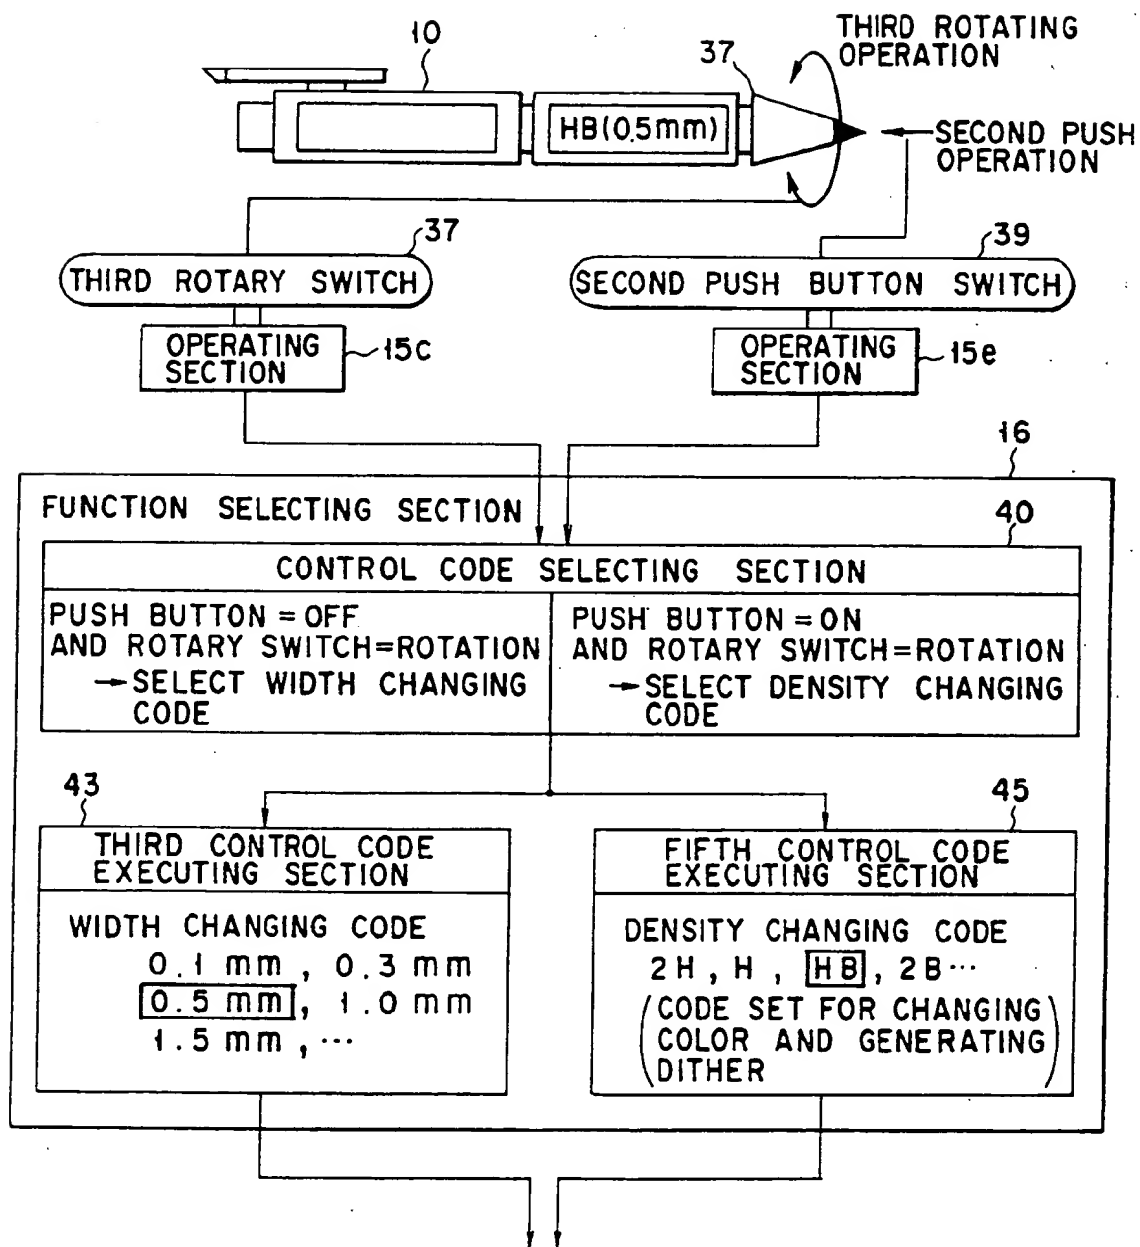 10
37
THIRD ROTATING
OPERATION
HB(0.5mm)
SECOND PUSH
OPERATION
37
THIRD ROTARY SWITCH
39
SECOND PUSH BUTTON SWITCH
OPERATING
SECTION
15c
OPERATING
SECTION
15e
16
FUNCTION SELECTING SECTION
40
CONTROL CODE SELECTING SECTION
PUSH BUTTON = OFF
AND ROTARY SWITCH=ROTATION
→ SELECT WIDTH CHANGING
CODE
PUSH BUTTON = ON
AND ROTARY SWITCH=ROTATION
→ SELECT DENSITY CHANGING
CODE
43
THIRD CONTROL CODE
EXECUTING SECTION
WIDTH CHANGING CODE
0.1 mm , 0.3 mm
0.5 mm , 1.0 mm
1.5 mm , ...
45
FIFTH CONTROL CODE
EXECUTING SECTION
DENSITY CHANGING CODE
2H , H , HB , 2B ...
(CODE SET FOR CHANGING
COLOR AND GENERATING
DITHER)